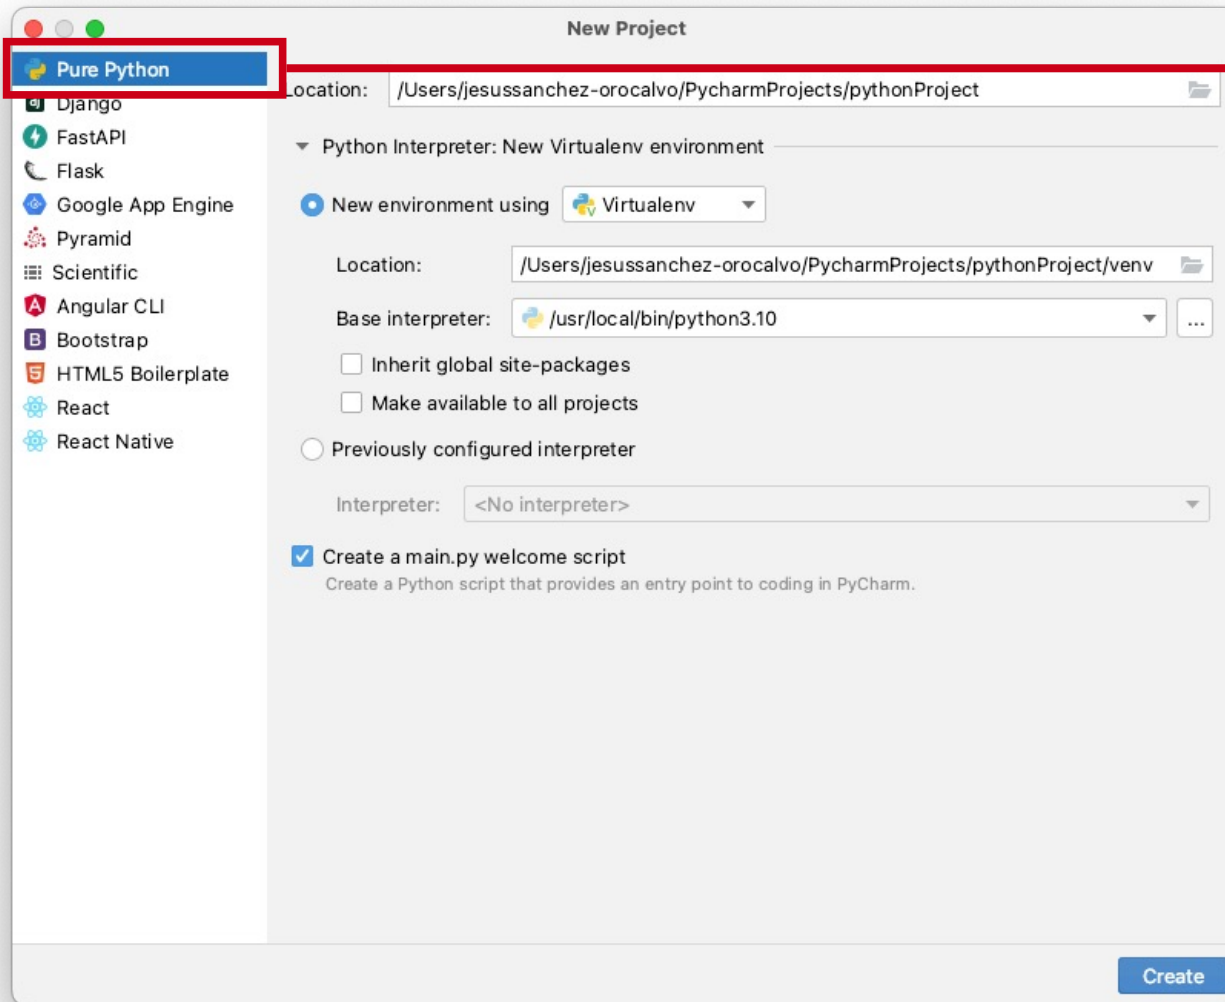 New Project
Pure Python
Django
FastAPI
Flask
Google App Engine
Pyramid
Scientific
Angular CLI
Bootstrap
HTML5 Boilerplate
React
React Native
Location: /Users/jesussanchez-orocalvo/PycharmProjects/pythonProject
Python Interpreter: New Virtualenv environment
New environment using Virtualenv
Location: /Users/jesussanchez-orocalvo/PycharmProjects/pythonProject/venv
Base interpreter: /usr/local/bin/python3.10 ...
Inherit global site-packages
Make available to all projects
Previously configured interpreter
Interpreter: <No interpreter>
Create a main.py welcome script
Create a Python script that provides an entry point to coding in PyCharm.
Create